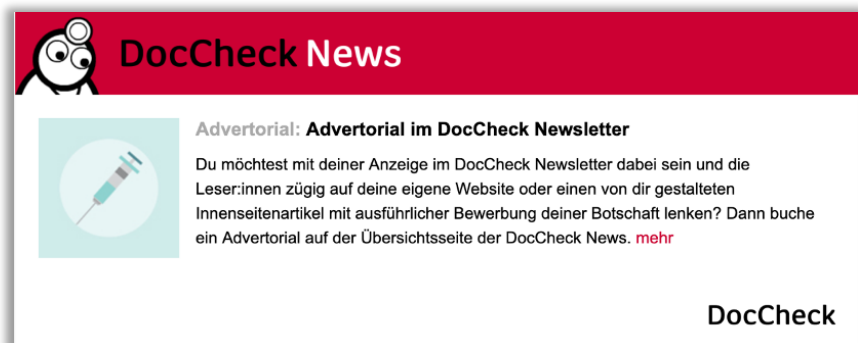 DocCheck News
Advertorial: Advertorial im DocCheck Newsletter
Du möchtest mit deiner Anzeige im DocCheck Newsletter dabei sein und die
Leser:innen zügig auf deine eigene Website oder einen von dir gestalteten
Innenseitenartikel mit ausführlicher Bewerbung deiner Botschaft lenken? Dann buche
ein Advertorial auf der Übersichtsseite der DocCheck News. mehr
DocCheck